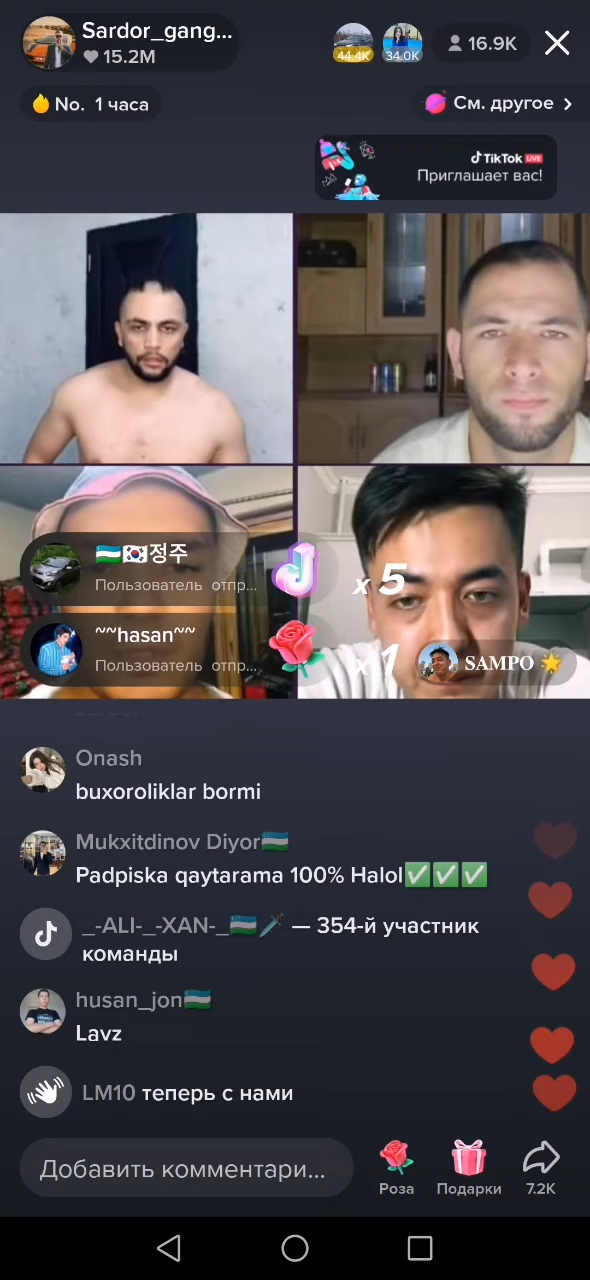 Sardor_gang...
15.2M
44.4K
34.0K
16.9K
No. 1 часа
См. другое
TikTok LIVE
Приглашает вас!
🇺🇿🇰🇷정주
Пользователь отпр...
x 5
~~hasan~~
Пользователь отпр...
x 1
SAMPO 🌟
Onash
buxoroliklar bormi
Mukxitdinov Diyor🇺🇿
Padpiska qaytarama 100% Halol✅✅✅
_-ALI-_-XAN-_🇺🇿🗡️ — 354-й участник
команды
husan_jon🇺🇿
Lavz
LM10 теперь с нами
Добавить комментари...
Роза
Подарки
7.2K